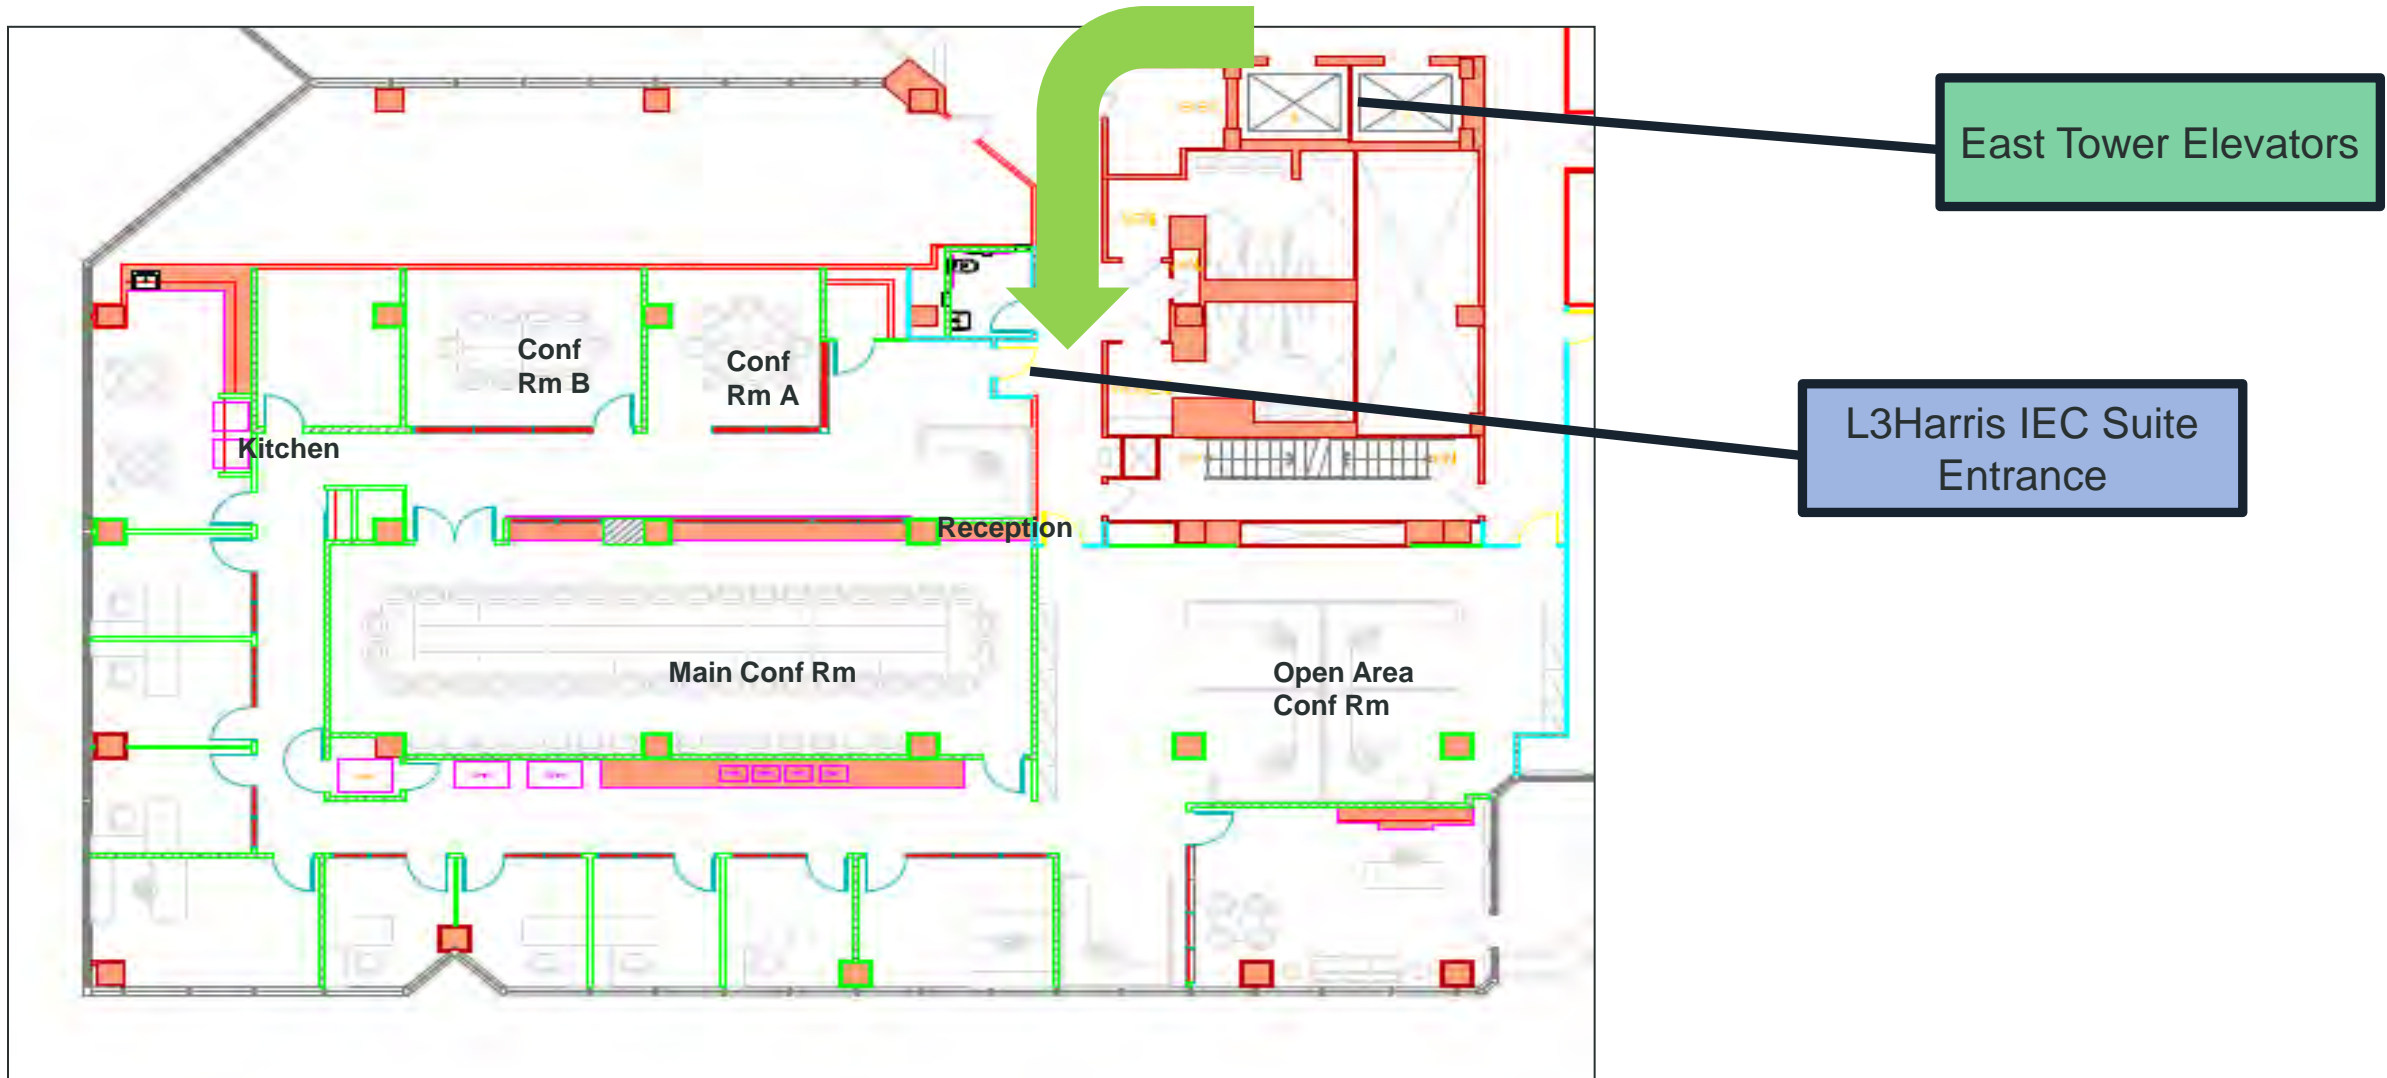 East Tower Elevators
Conf
Rm B
Conf
Rm A
L3Harris IEC Suite
Entrance
Kitchen
Reception
Main Conf Rm
Open Area
Conf Rm